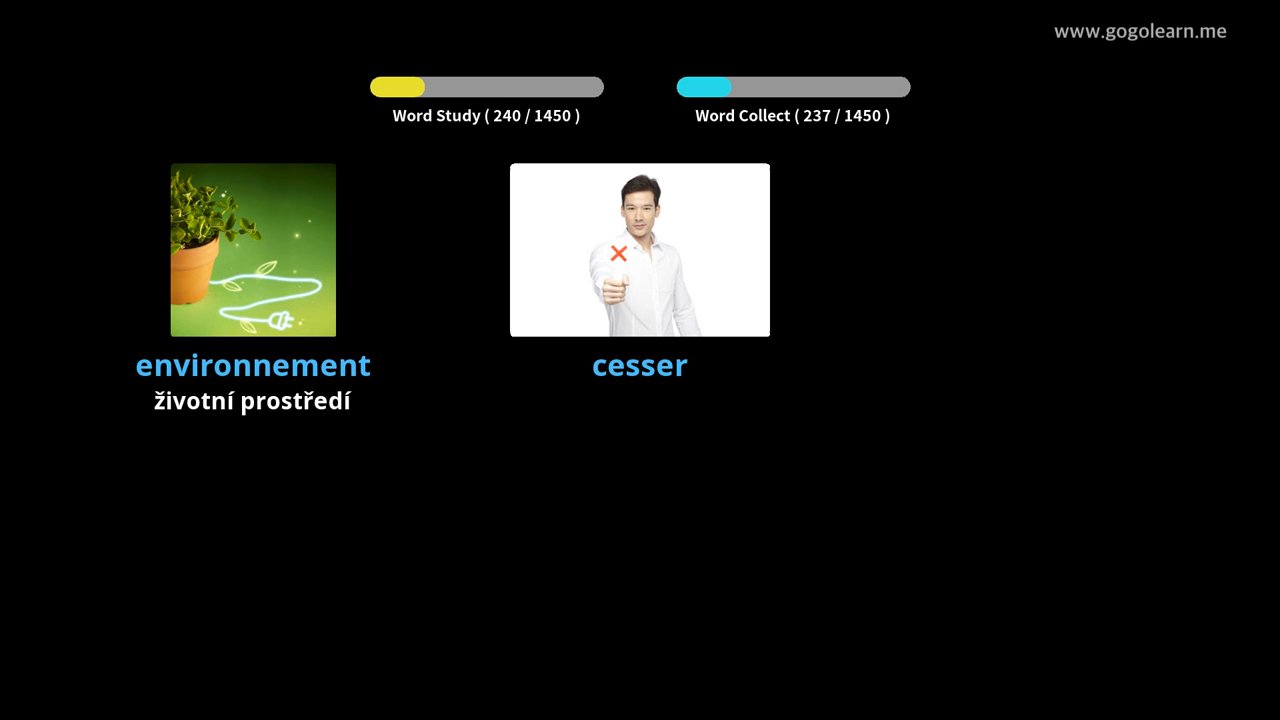 www.gogolearn.me
Word Study ( 240 / 1450 )
Word Collect ( 237 / 1450 )
environnement
životní prostředí
cesser